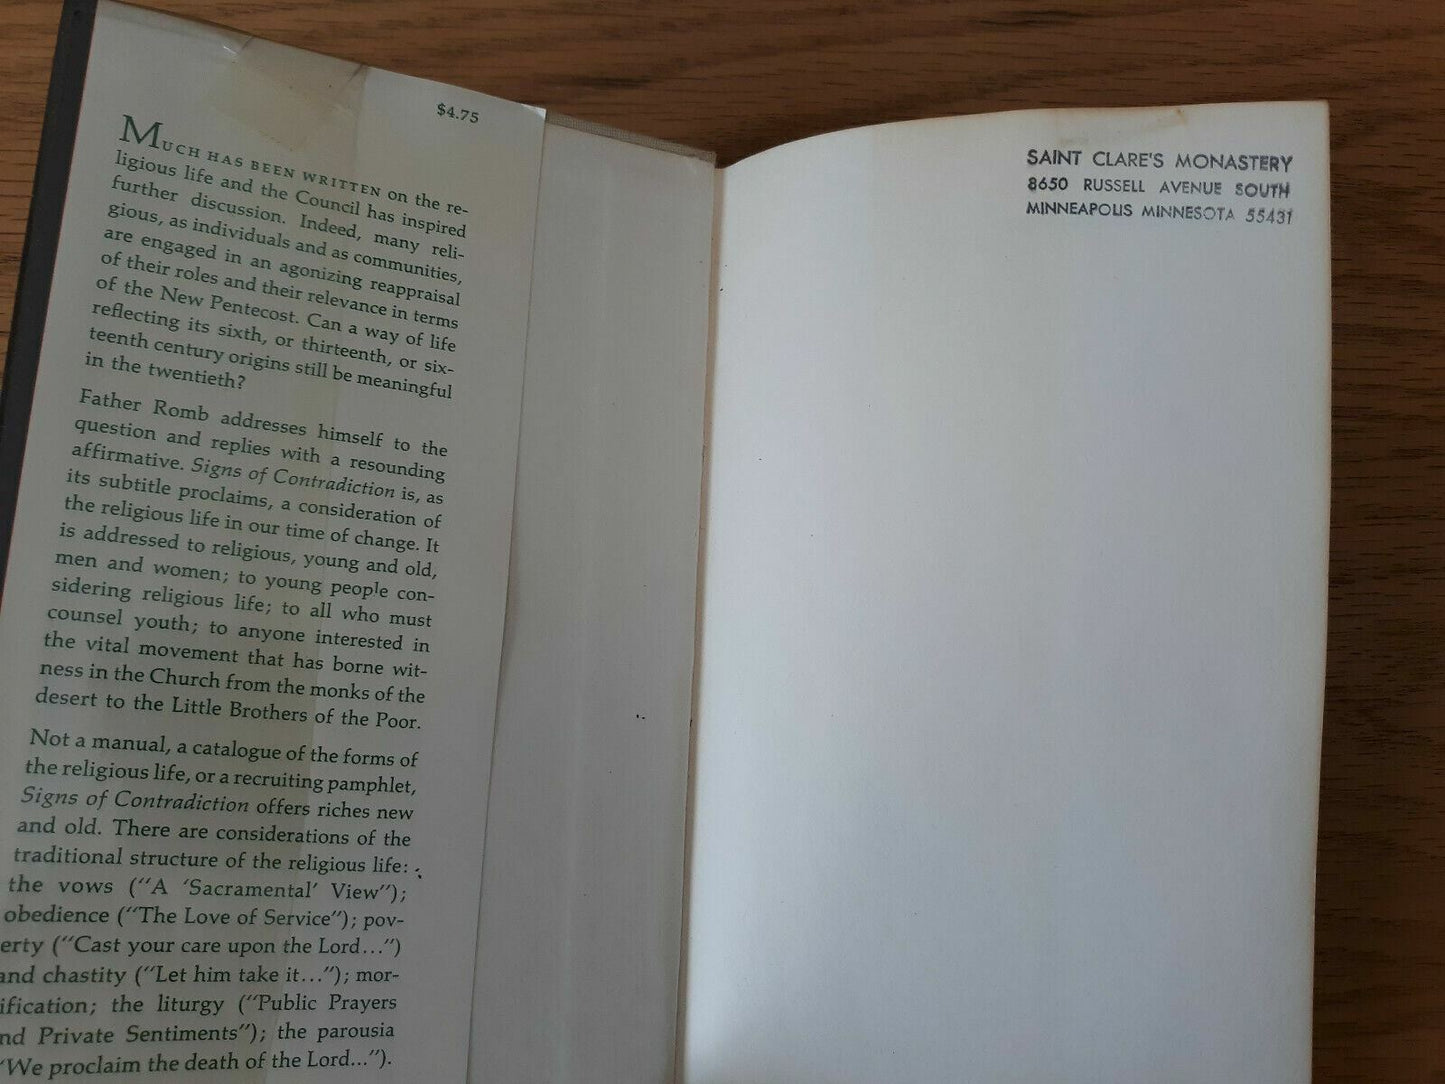 $4.75
MUCH HAS BEEN WRITTEN on the re-
ligious life and the Council has inspired
further discussion. Indeed, many reli-
gious, as individuals and as communities,
are engaged in an agonizing reappraisal
of their roles and their relevance in terms
of the New Pentecost. Can a way of life
reflecting its sixth, or thirteenth, or six-
teenth century origins still be meaningful
in the twentieth?
Father Romb addresses himself to the
question and replies with a resounding
affirmative. Signs of Contradiction is, as
its subtitle proclaims, a consideration of
the religious life in our time of change. It
is addressed to religious, young and old,
men and women; to young people con-
sidering religious life; to all who must
counsel youth; to anyone interested in
the vital movement that has borne wit-
ness in the Church from the monks of the
desert to the Little Brothers of the Poor.
Not a manual, a catalogue of the forms of
the religious life, or a recruiting pamphlet,
Signs of Contradiction offers riches new
and old. There are considerations of the
traditional structure of the religious life:
the vows ("A 'Sacramental' View");
obedience ("The Love of Service"); pov-
erty ("Cast your care upon the Lord...")
and chastity ("Let him take it..."); mor-
ification; the liturgy ("Public Prayers
nd Private Sentiments"); the parousia
"We proclaim the death of the Lord...").
SAINT CLARE'S MONASTERY
8650 RUSSELL AVENUE SOUTH
MINNEAPOLIS MINNESOTA 55431